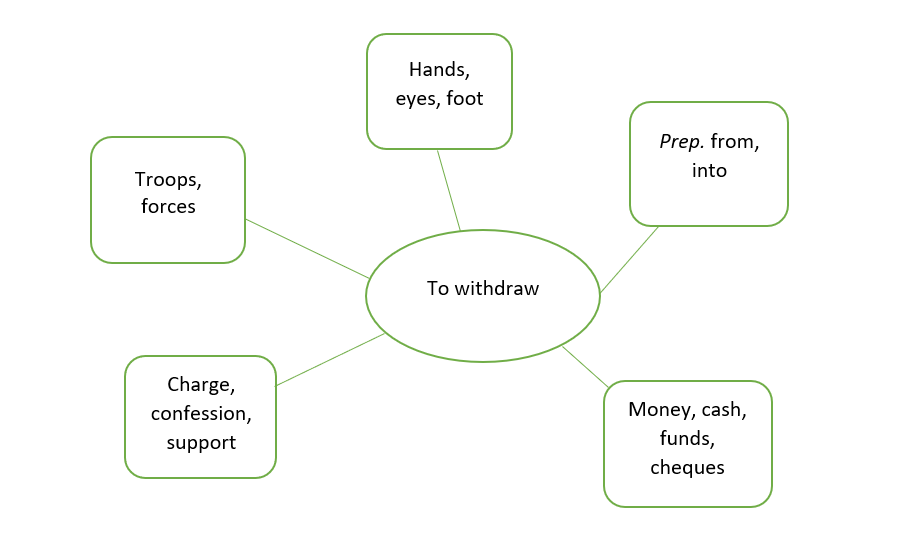 Hands,
eyes, foot
Prep. from,
into
Troops,
forces
To withdraw
Charge,
confession,
support
Money, cash,
funds,
cheques